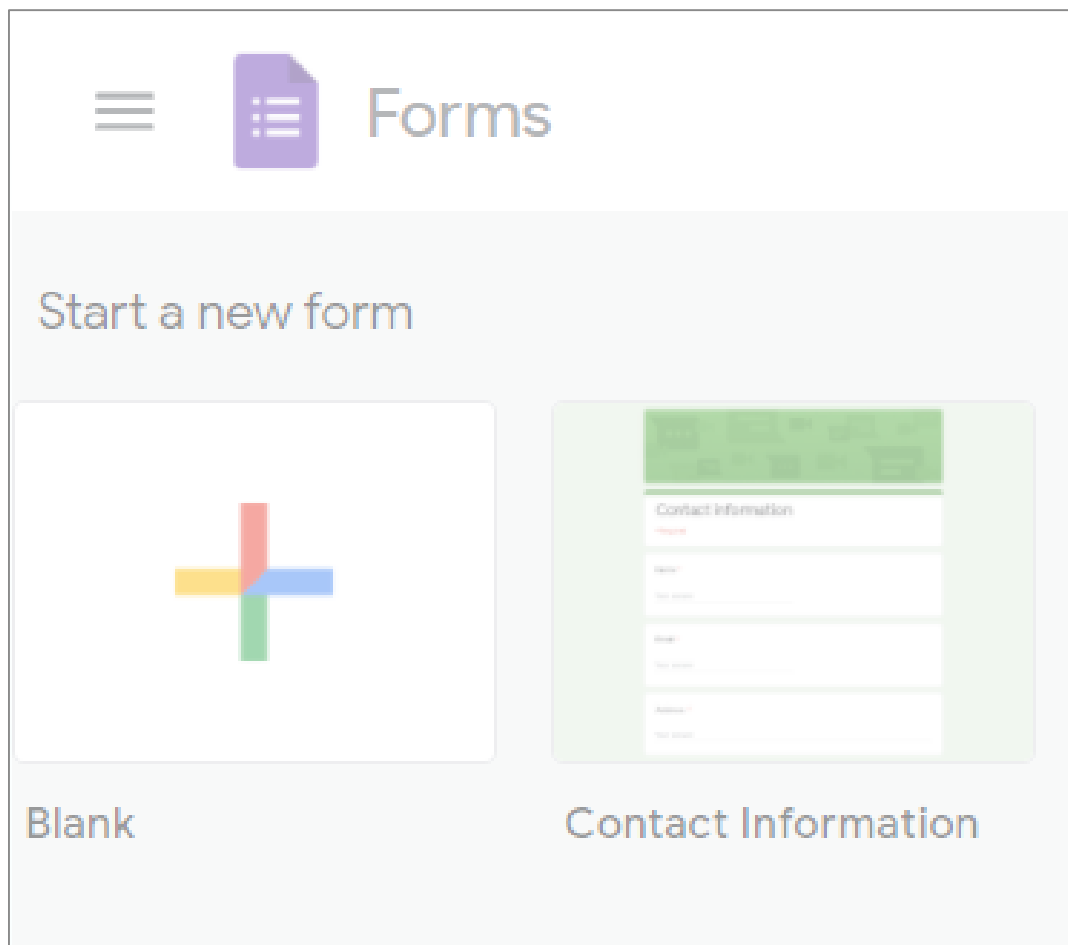 Forms
Start a new form
Contact information
Blank
Contact Information